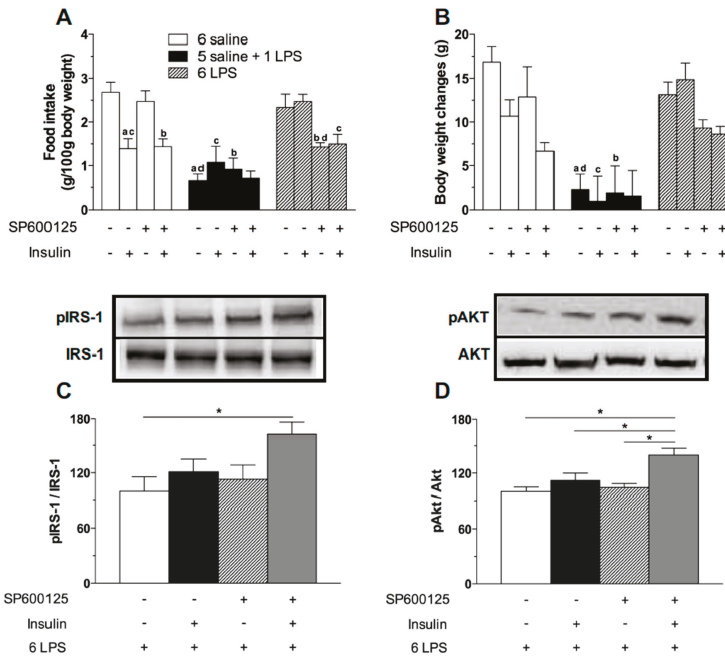 A
6 saline
5 saline + 1 LPS
6 LPS
Food intake
(g/100g body weight)
4
3
2
1
0
a c
b
a d
c
b
b d
c
SP600125 - - + + - - + + - - + +
Insulin - + - + - + - + - + - +
B
Body weight changes (g)
20
15
10
5
0
a d
c
b
- - + + - - + + - - + +
- + - + - + - + - + - +
pIRS-1
IRS-1
pAKT
AKT
C
pIRS-1 / IRS-1
180
120
60
0
*
SP600125 - - + +
Insulin - + - +
6 LPS + + + +
D
pAkt / Akt
180
120
60
0
*
*
*
SP600125 - - + +
Insulin - + - +
6 LPS + + + +